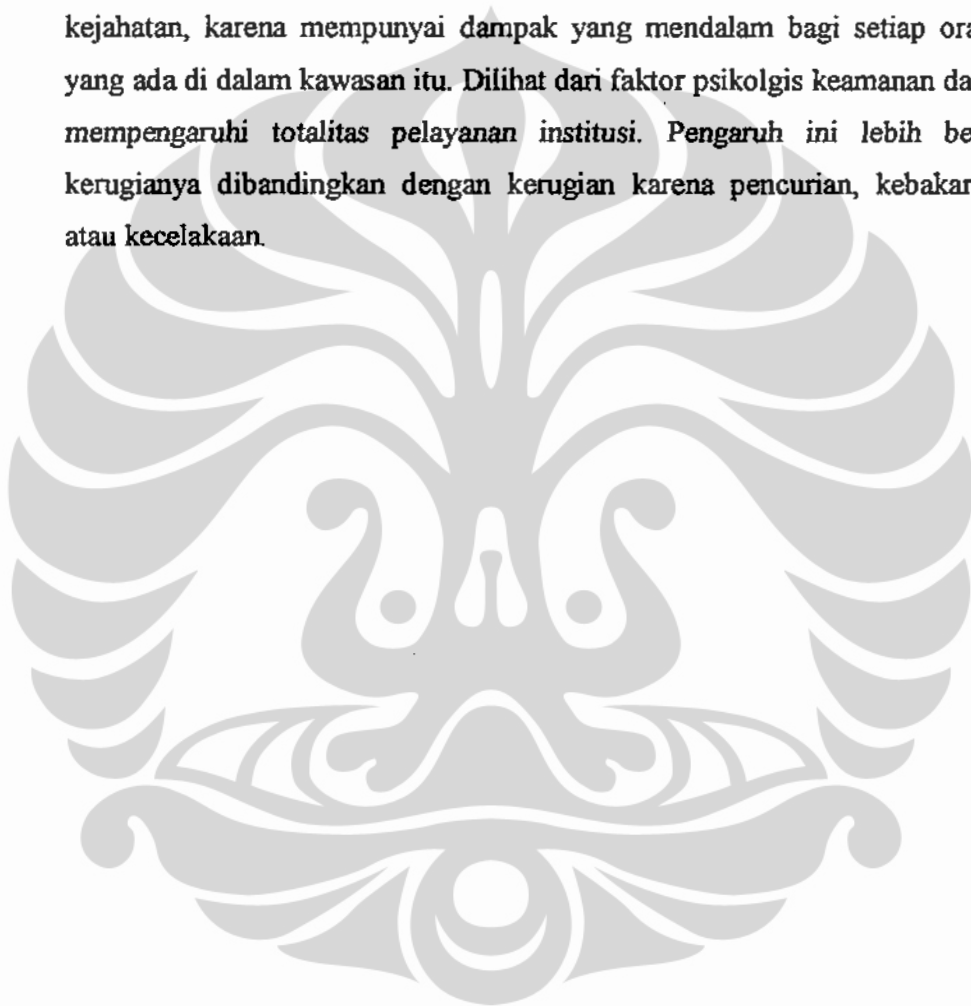 kejahatan, karena mempunyai dampak yang mendalam bagi setiap ora
yang ada di dalam kawasan itu. Dilihat dari faktor psikolgis keamanan da
mempengaruhi totalitas pelayanan institusi. Pengaruh ini lebih be
kerugianya dibandingkan dengan kerugian karena pencurian, kebakar
atau kecelakaan.